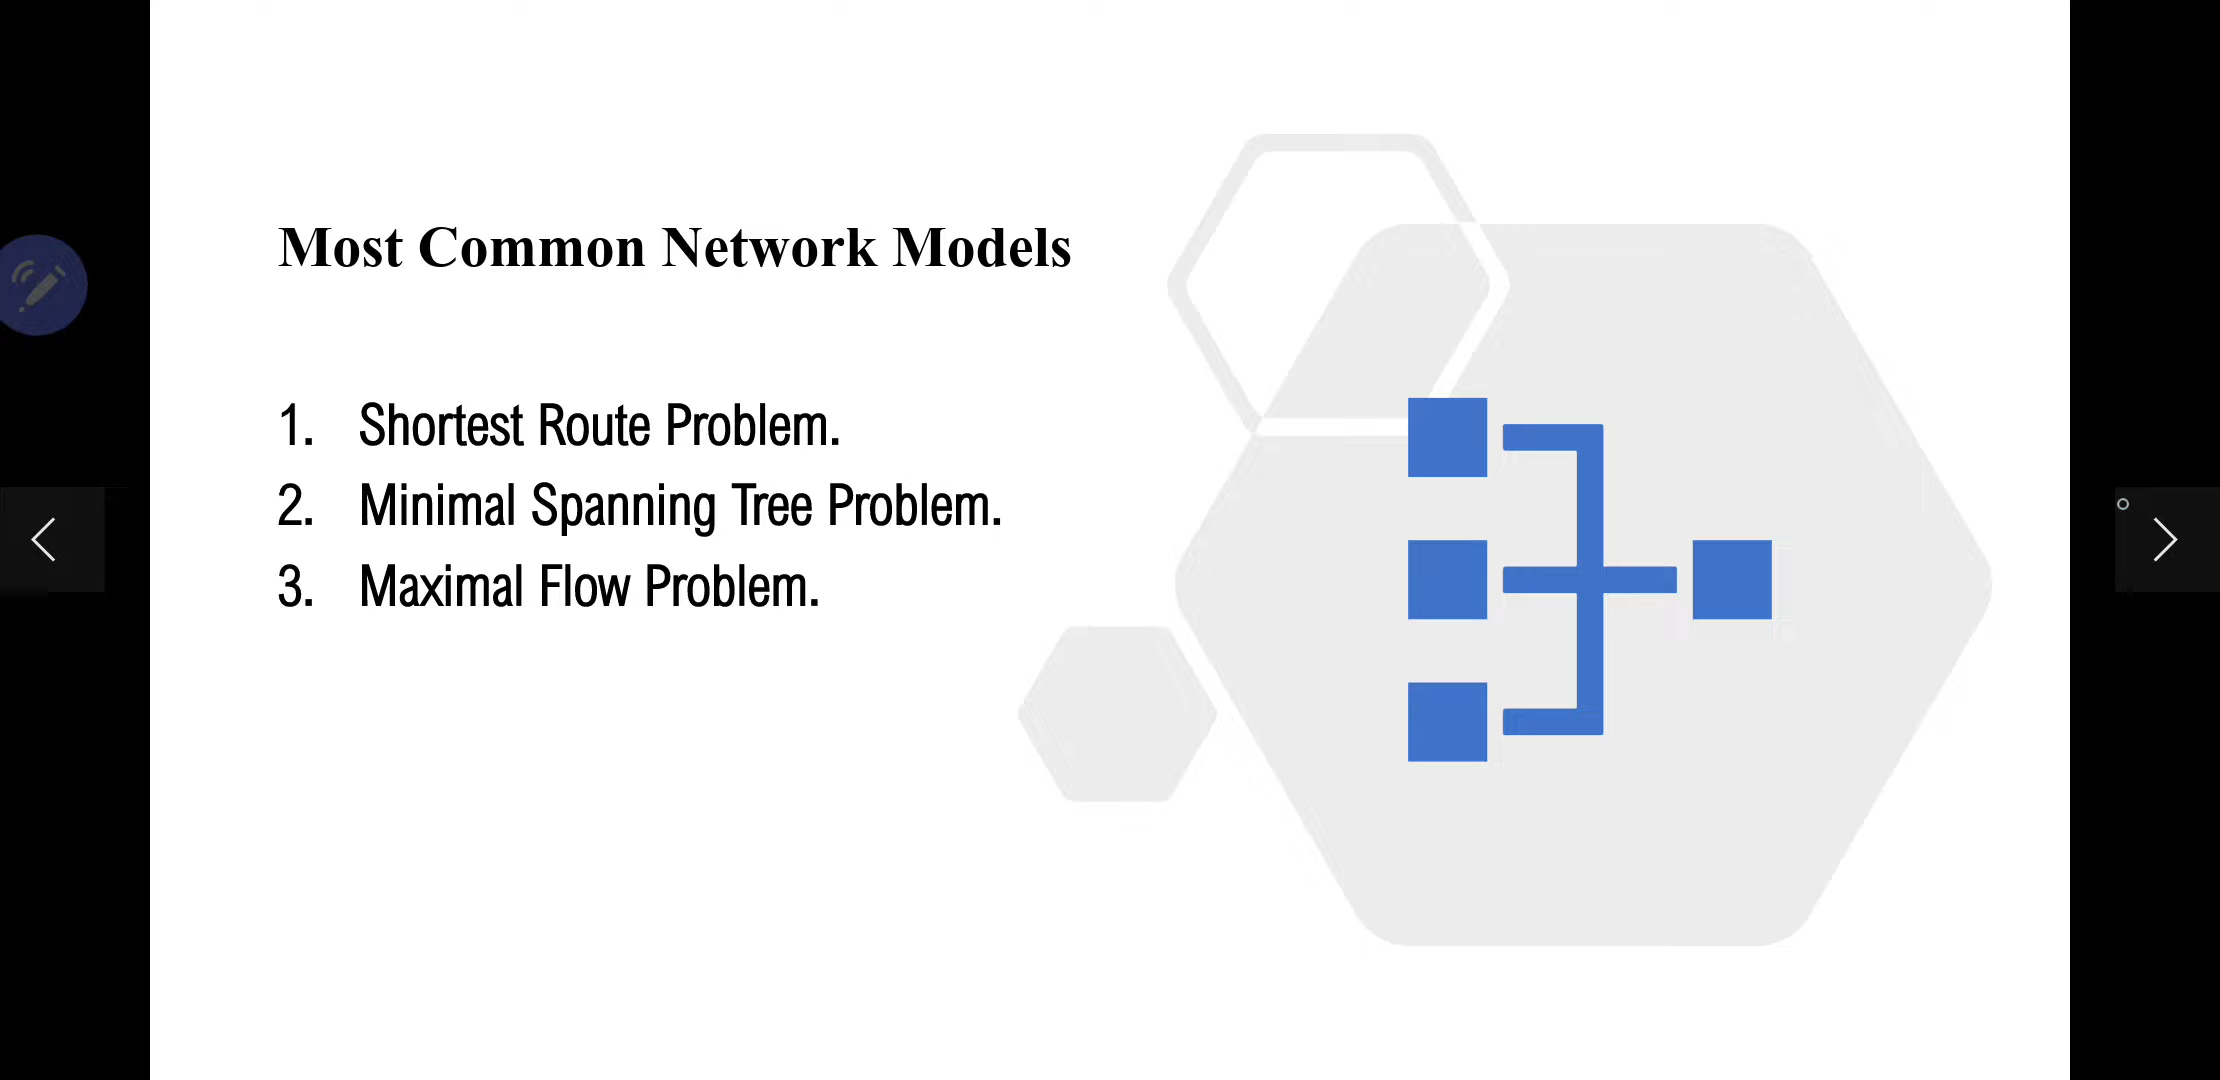 Most Common Network Models
1. Shortest Route Problem.
2. Minimal Spanning Tree Problem.
3. Maximal Flow Problem.